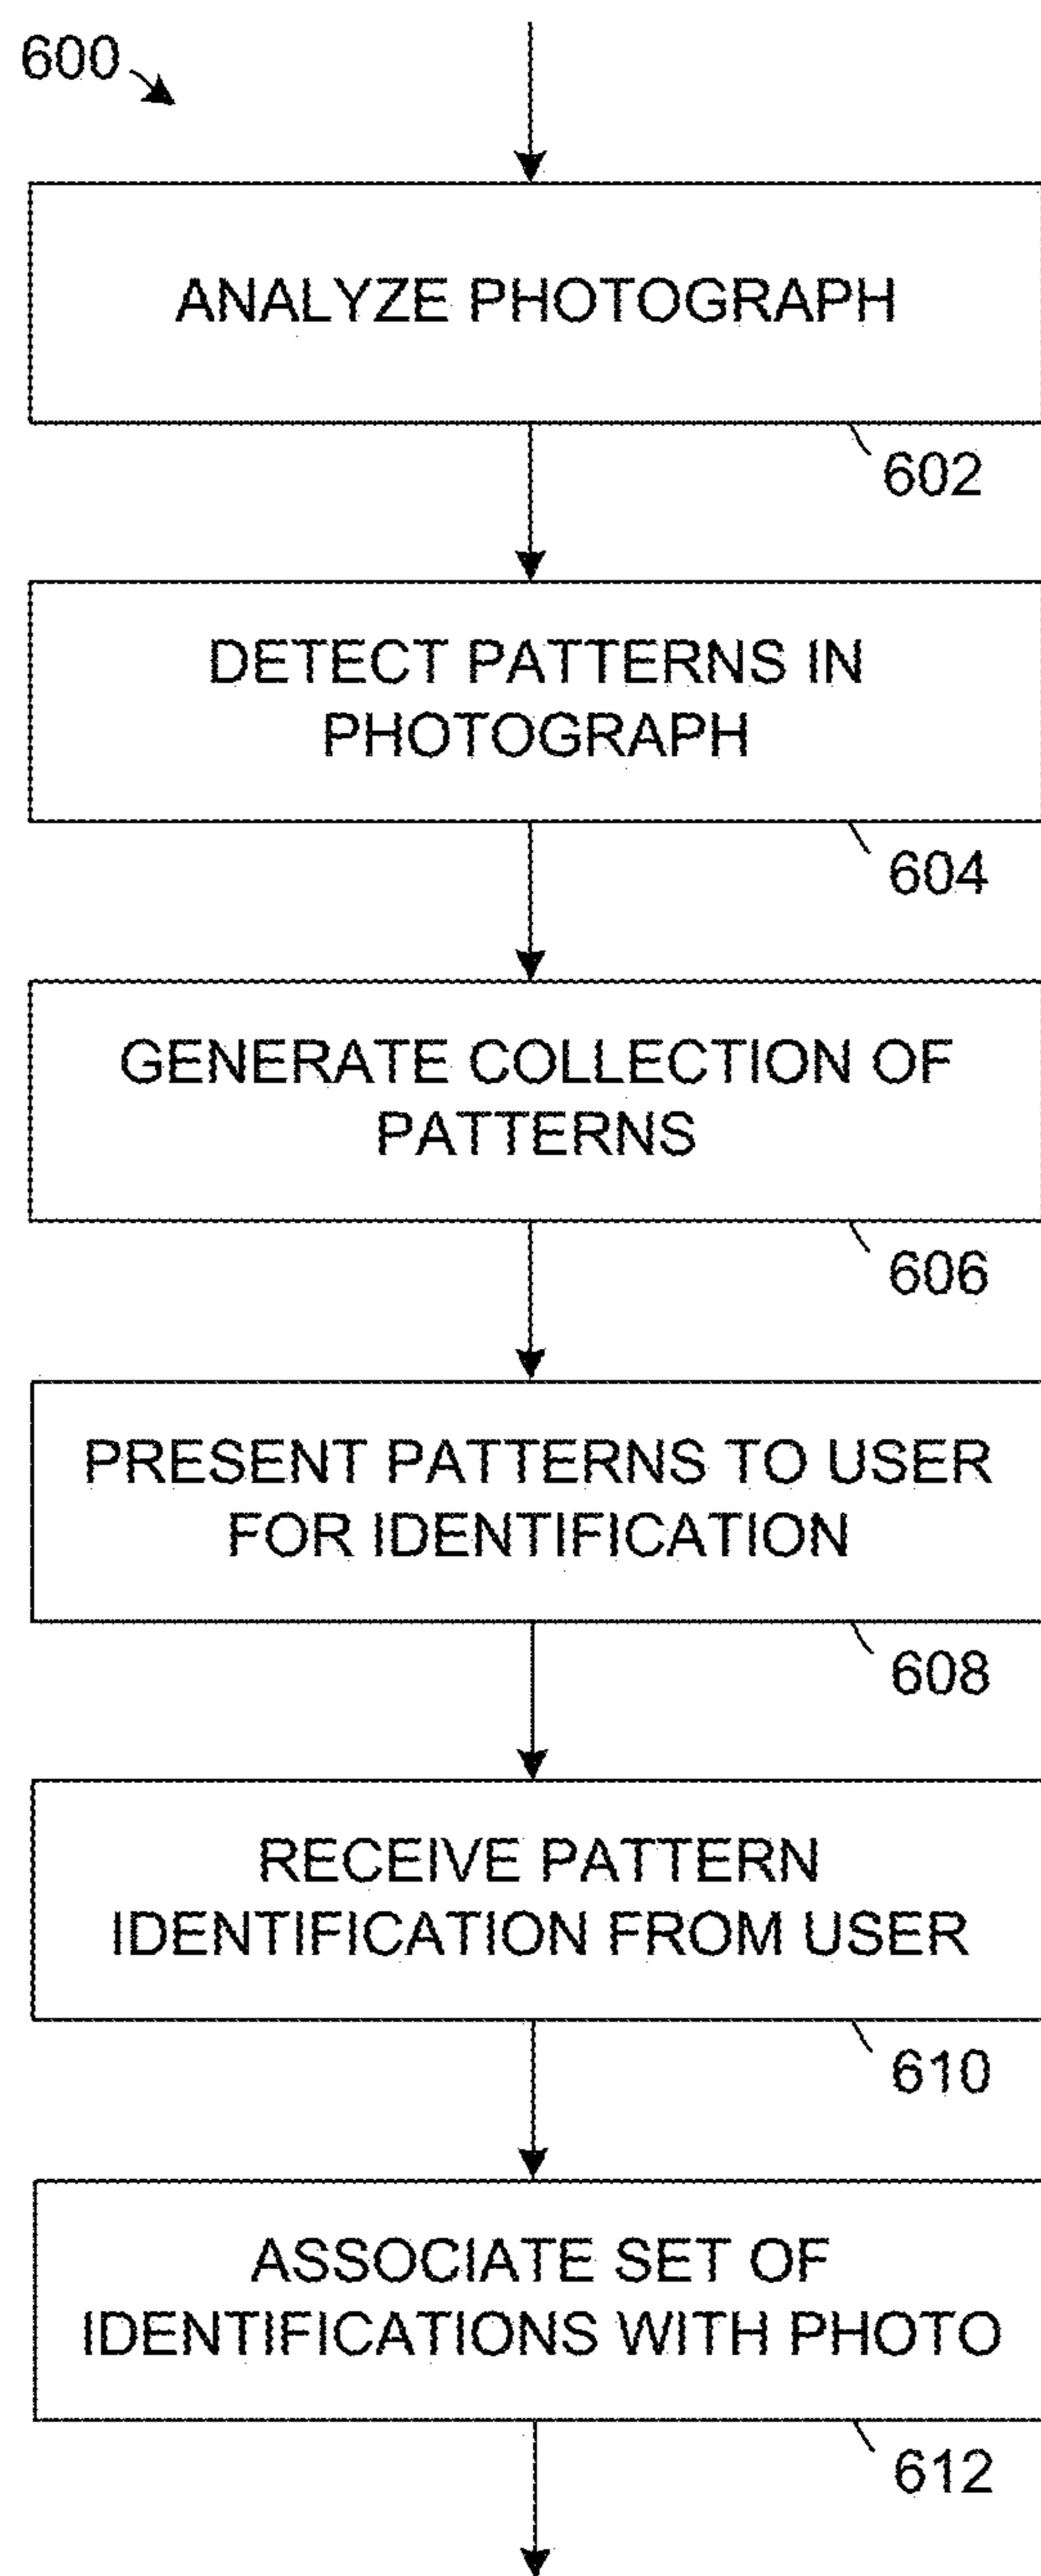 600
ANALYZE PHOTOGRAPH
602
DETECT PATTERNS IN
PHOTOGRAPH
604
GENERATE COLLECTION OF
PATTERNS
606
PRESENT PATTERNS TO USER
FOR IDENTIFICATION
608
RECEIVE PATTERN
IDENTIFICATION FROM USER
610
ASSOCIATE SET OF
IDENTIFICATIONS WITH PHOTO
612